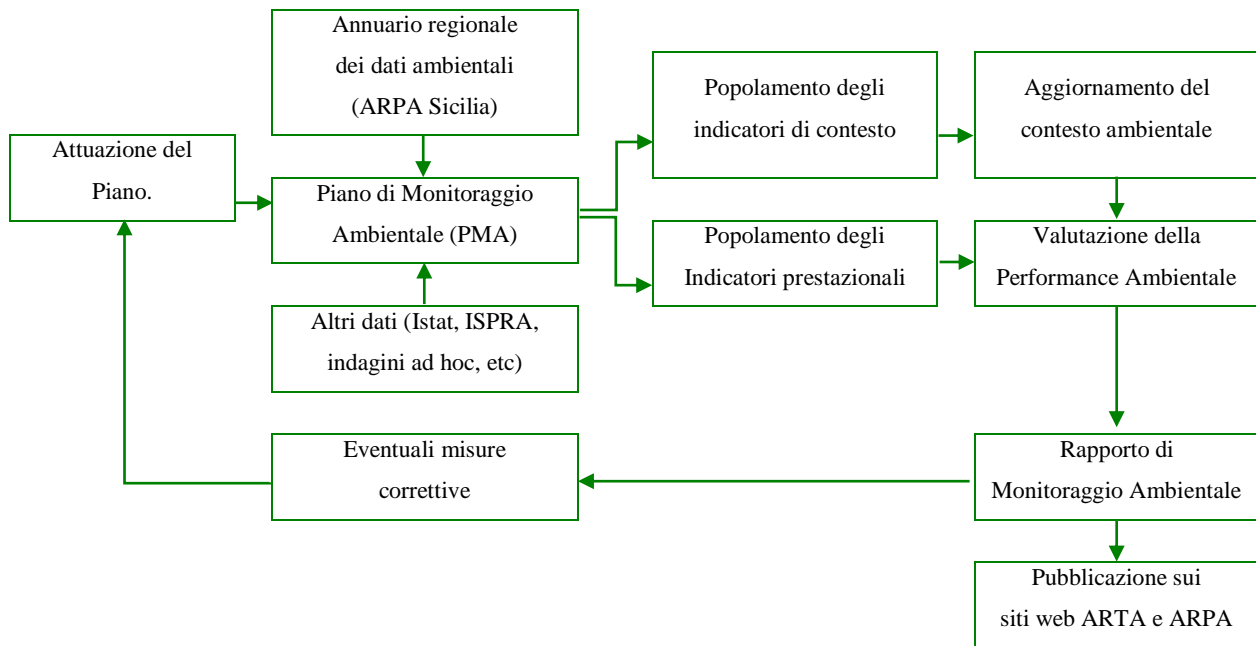 Annuario regionale
dei dati ambientali
(ARPA Sicilia)
Popolamento degli
indicatori di contesto
Aggiornamento del
contesto ambientale
Attuazione del
Piano.
Piano di Monitoraggio
Ambientale (PMA)
Popolamento degli
Indicatori prestazionali
Valutazione della
Performance Ambientale
Altri dati (Istat, ISPRA,
indagini ad hoc, etc)
Eventuali misure
correttive
Rapporto di
Monitoraggio Ambientale
Pubblicazione sui
siti web ARTA e ARPA